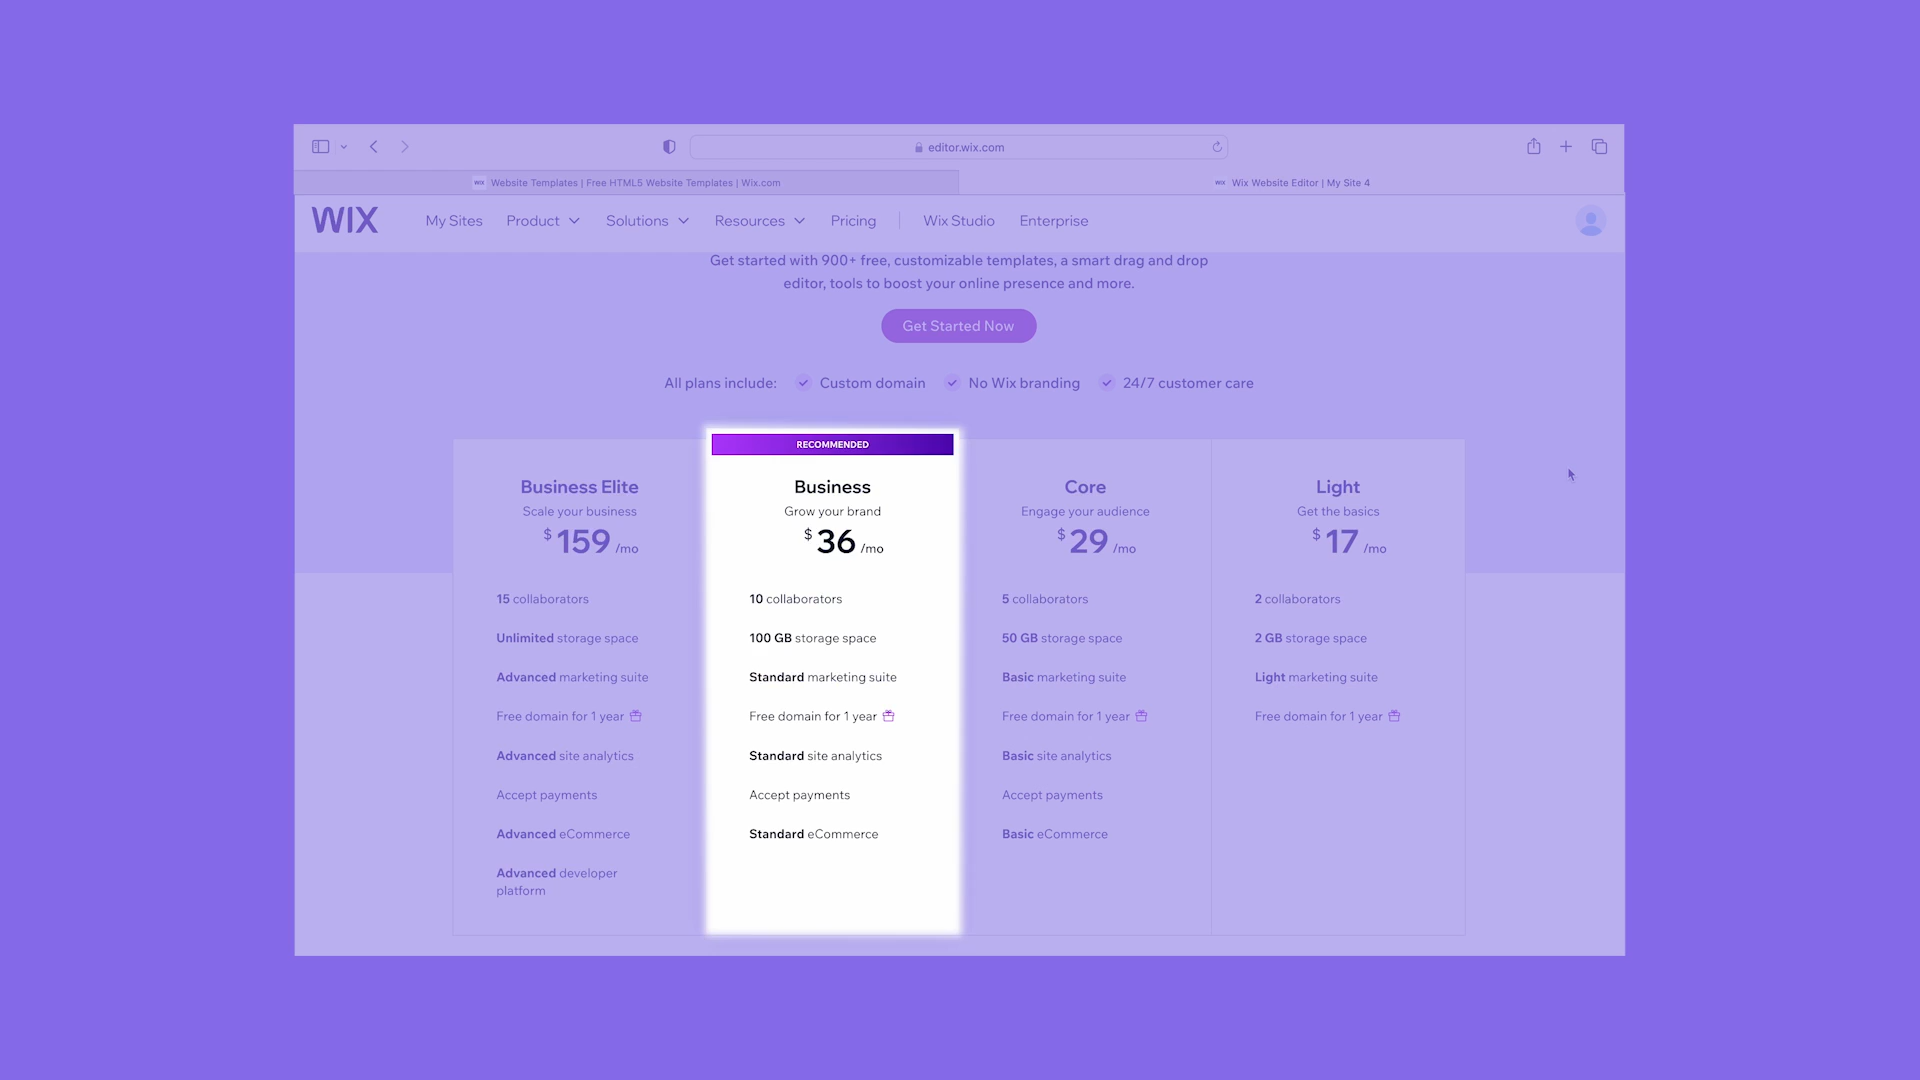 editor.wix.com
WIX Website Templates | Free HTML5 Website Templates | Wix.com
WIX Wix Website Editor | My Site 4
WIX My Sites Product Solutions Resources Pricing | Wix Studio Enterprise
Get started with 900+ free, customizable templates, a smart drag and drop
editor, tools to boost your online presence and more.
Get Started Now
All plans include: Custom domain No Wix branding 24/7 customer care
Business Elite
Scale your business
$ 159 /mo
15 collaborators
Unlimited storage space
Advanced marketing suite
Free domain for 1 year
Advanced site analytics
Accept payments
Advanced eCommerce
Advanced developer
platform
RECOMMENDED
Business
Grow your brand
$ 36 /mo
10 collaborators
100 GB storage space
Standard marketing suite
Free domain for 1 year
Standard site analytics
Accept payments
Standard eCommerce
Core
Engage your audience
$ 29 /mo
5 collaborators
50 GB storage space
Basic marketing suite
Free domain for 1 year
Basic site analytics
Accept payments
Basic eCommerce
Light
Get the basics
$ 17 /mo
2 collaborators
2 GB storage space
Light marketing suite
Free domain for 1 year